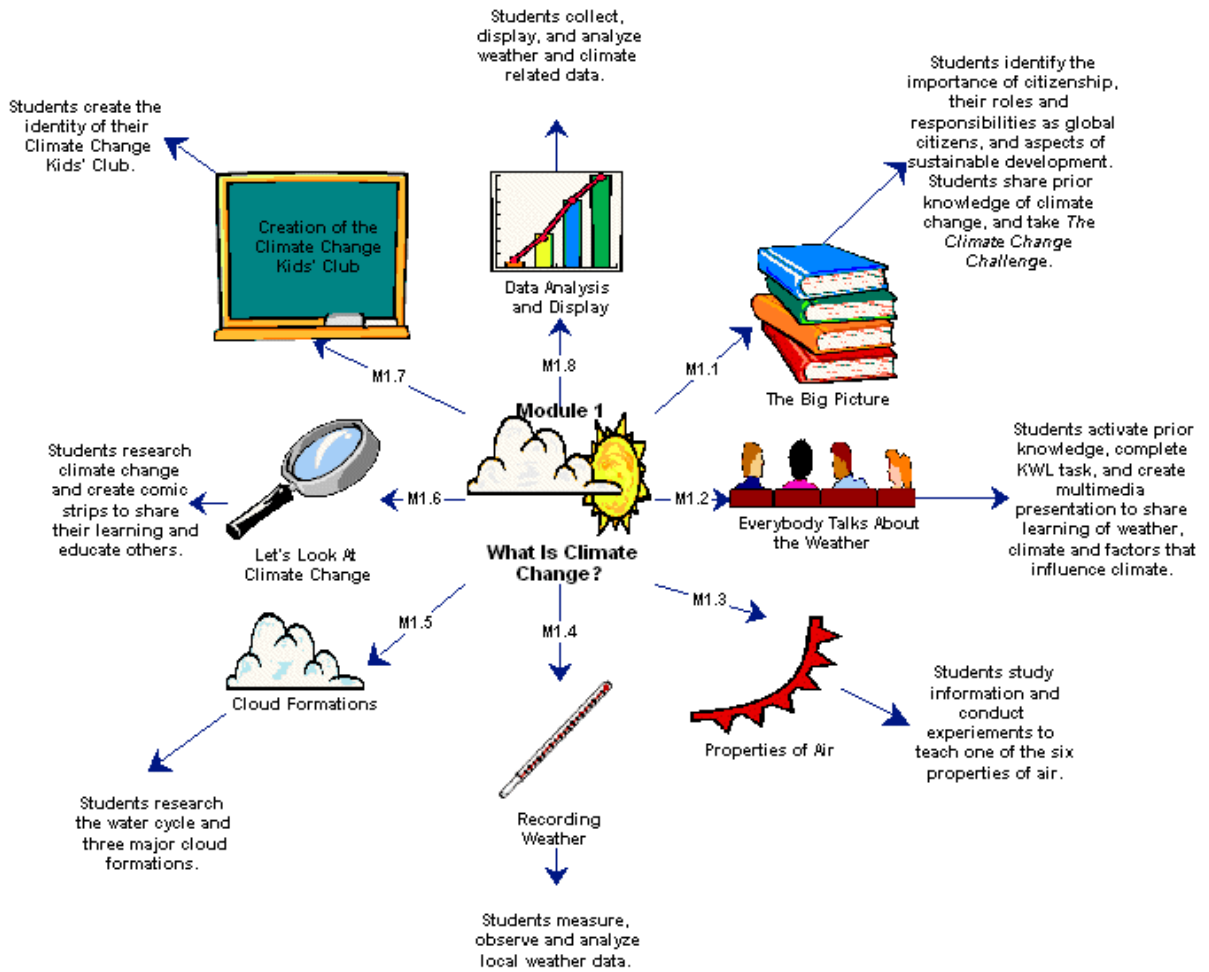 Students collect,
display, and analyze
weather and climate
related data.
Students identify the
importance of citizenship,
their roles and
responsibilities as global
citizens, and aspects of
sustainable development.
Students share prior
knowledge of climate
change, and take The
Climate Change
Challenge.
Students create the
identity of their
Climate Change
Kids' Club.
Creation of the
Climate Change
Kids' Club
Data Analysis
and Display
M1.7
M1.8
M1.1
The Big Picture
Module 1
Students research
climate change
and create comic
strips to share
their learning and
educate others.
Let's Look At
Climate Change
M1.6
M1.2
Everybody Talks About
the Weather
Students activate prior
knowledge, complete
KWL task, and create
multimedia
presentation to share
learning of weather,
climate and factors that
influence climate.
What Is Climate
Change?
M1.5
M1.4
M1.3
Cloud Formations
Students research
the water cycle and
three major cloud
formations.
Recording
Weather
Students measure,
observe and analyze
local weather data.
Properties of Air
Students study
information and
conduct
experiements to
teach one of the six
properties of air.